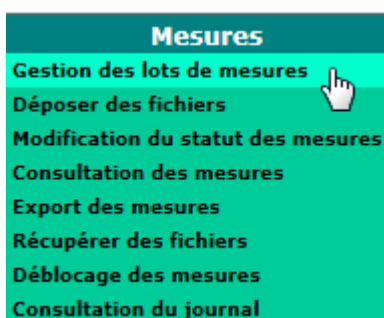 Mesures
Gestion des lots de mesures
Déposer des fichiers
Modification du statut des mesures
Consultation des mesures
Export des mesures
Récupérer des fichiers
Déblocage des mesures
Consultation du journal